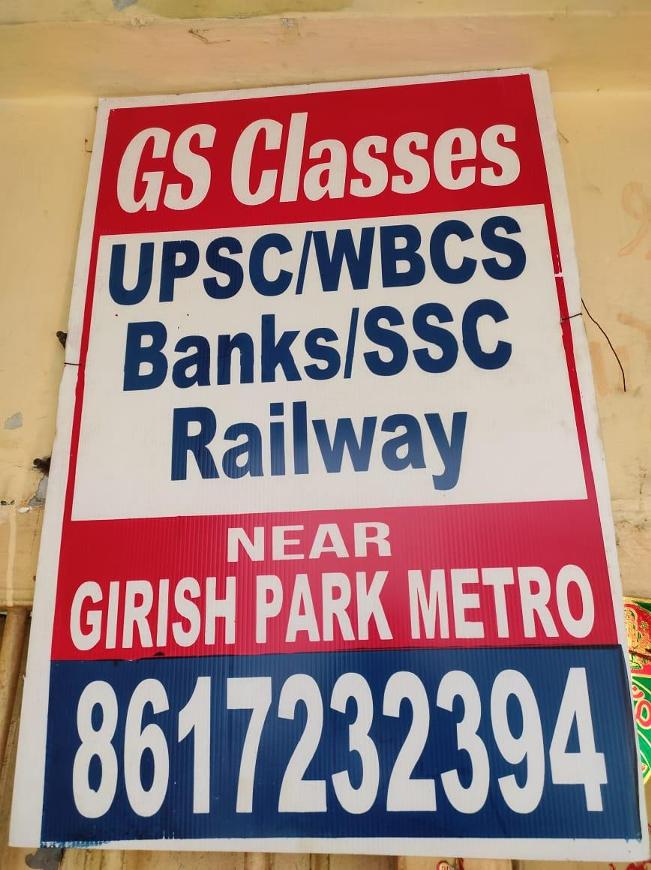 GS Classes
UPSC/WBCS
Banks/SSC
Railway
NEAR
GIRISH PARK METRO
8617232394